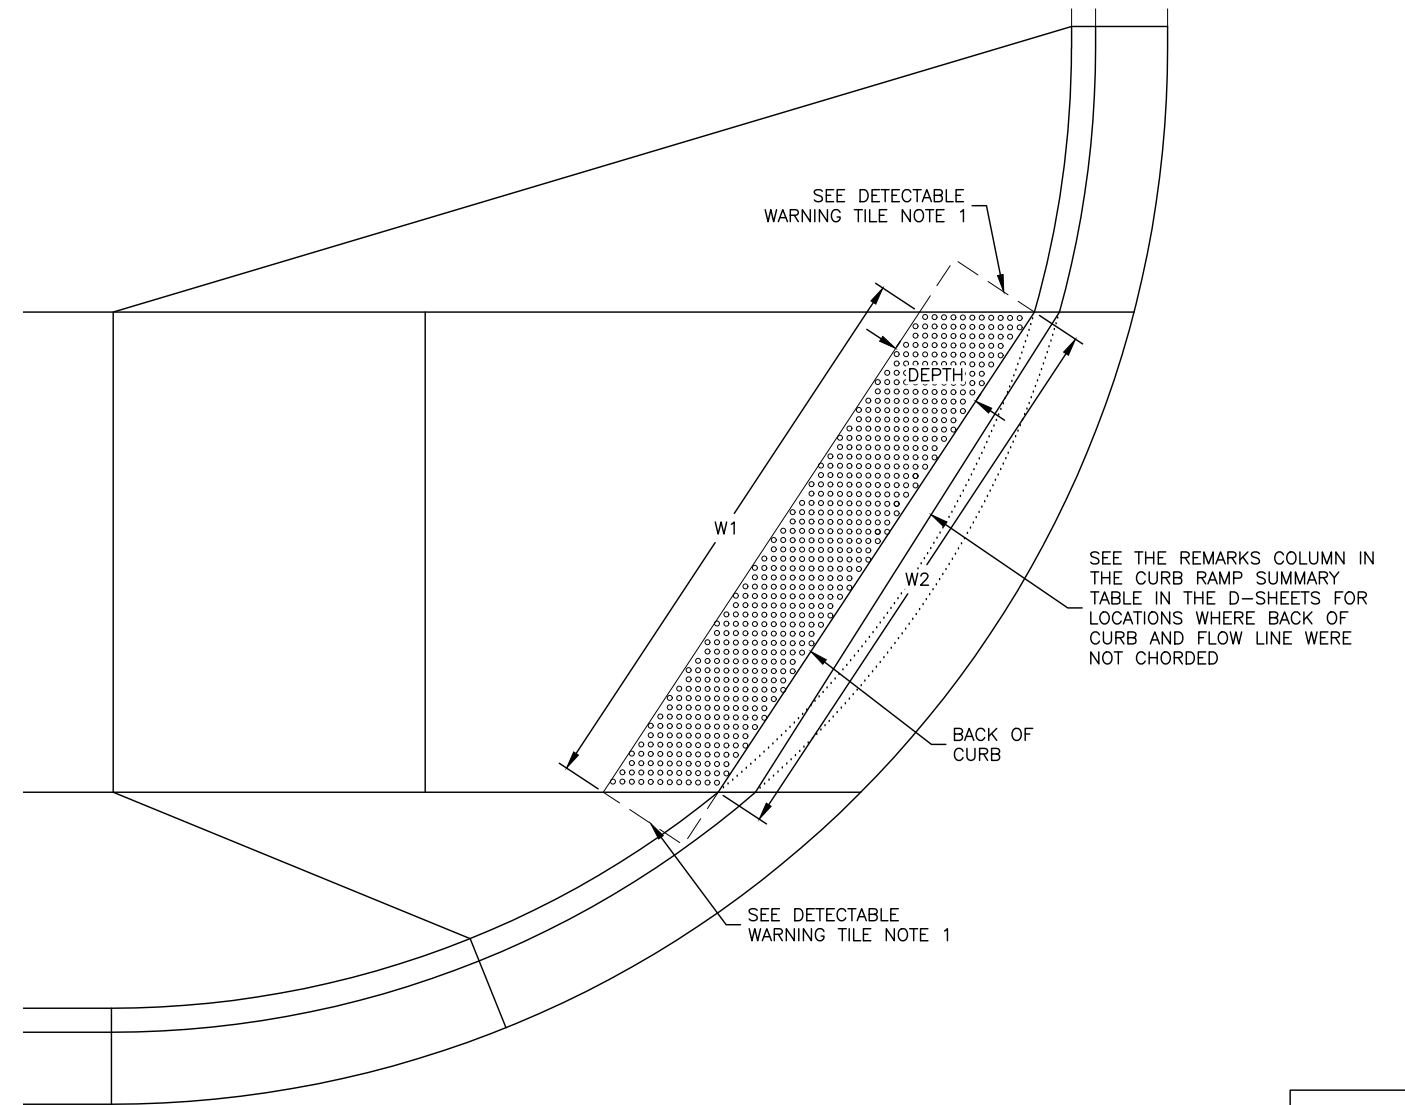 SEE DETECTABLE
WARNING TILE NOTE 1
DEPTH
W1
W2
SEE THE REMARKS COLUMN IN
THE CURB RAMP SUMMARY
TABLE IN THE D-SHEETS FOR
LOCATIONS WHERE BACK OF
CURB AND FLOW LINE WERE
NOT CHORDED
BACK OF
CURB
SEE DETECTABLE
WARNING TILE NOTE 1